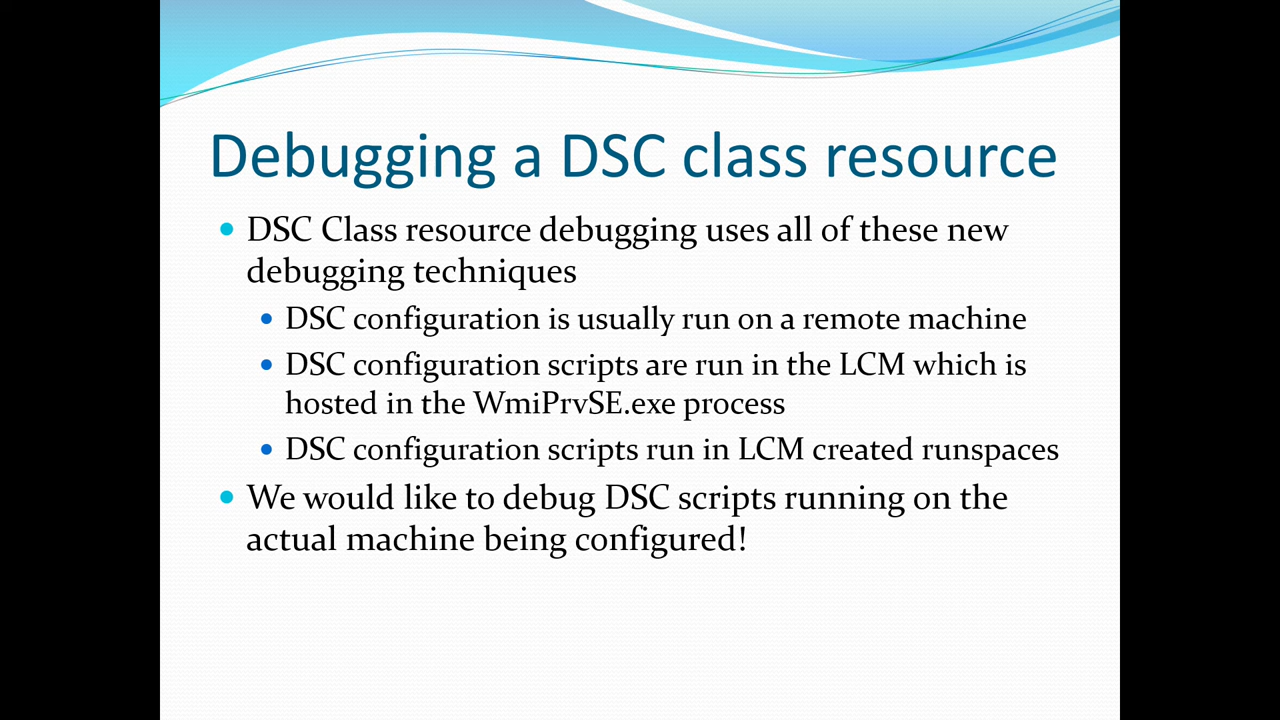 Debugging a DSC class resource
DSC Class resource debugging uses all of these new
debugging techniques
DSC configuration is usually run on a remote machine
DSC configuration scripts are run in the LCM which is
hosted in the WmiPrvSE.exe process
DSC configuration scripts run in LCM created runspaces
We would like to debug DSC scripts running on the
actual machine being configured!